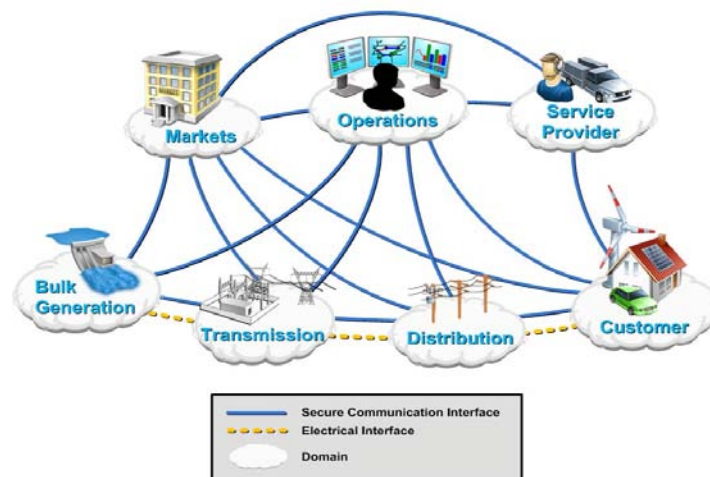 Markets
Operations
Service
Provider
Bulk
Generation
Transmission
Distribution
Customer
Secure Communication Interface
Electrical Interface
Domain